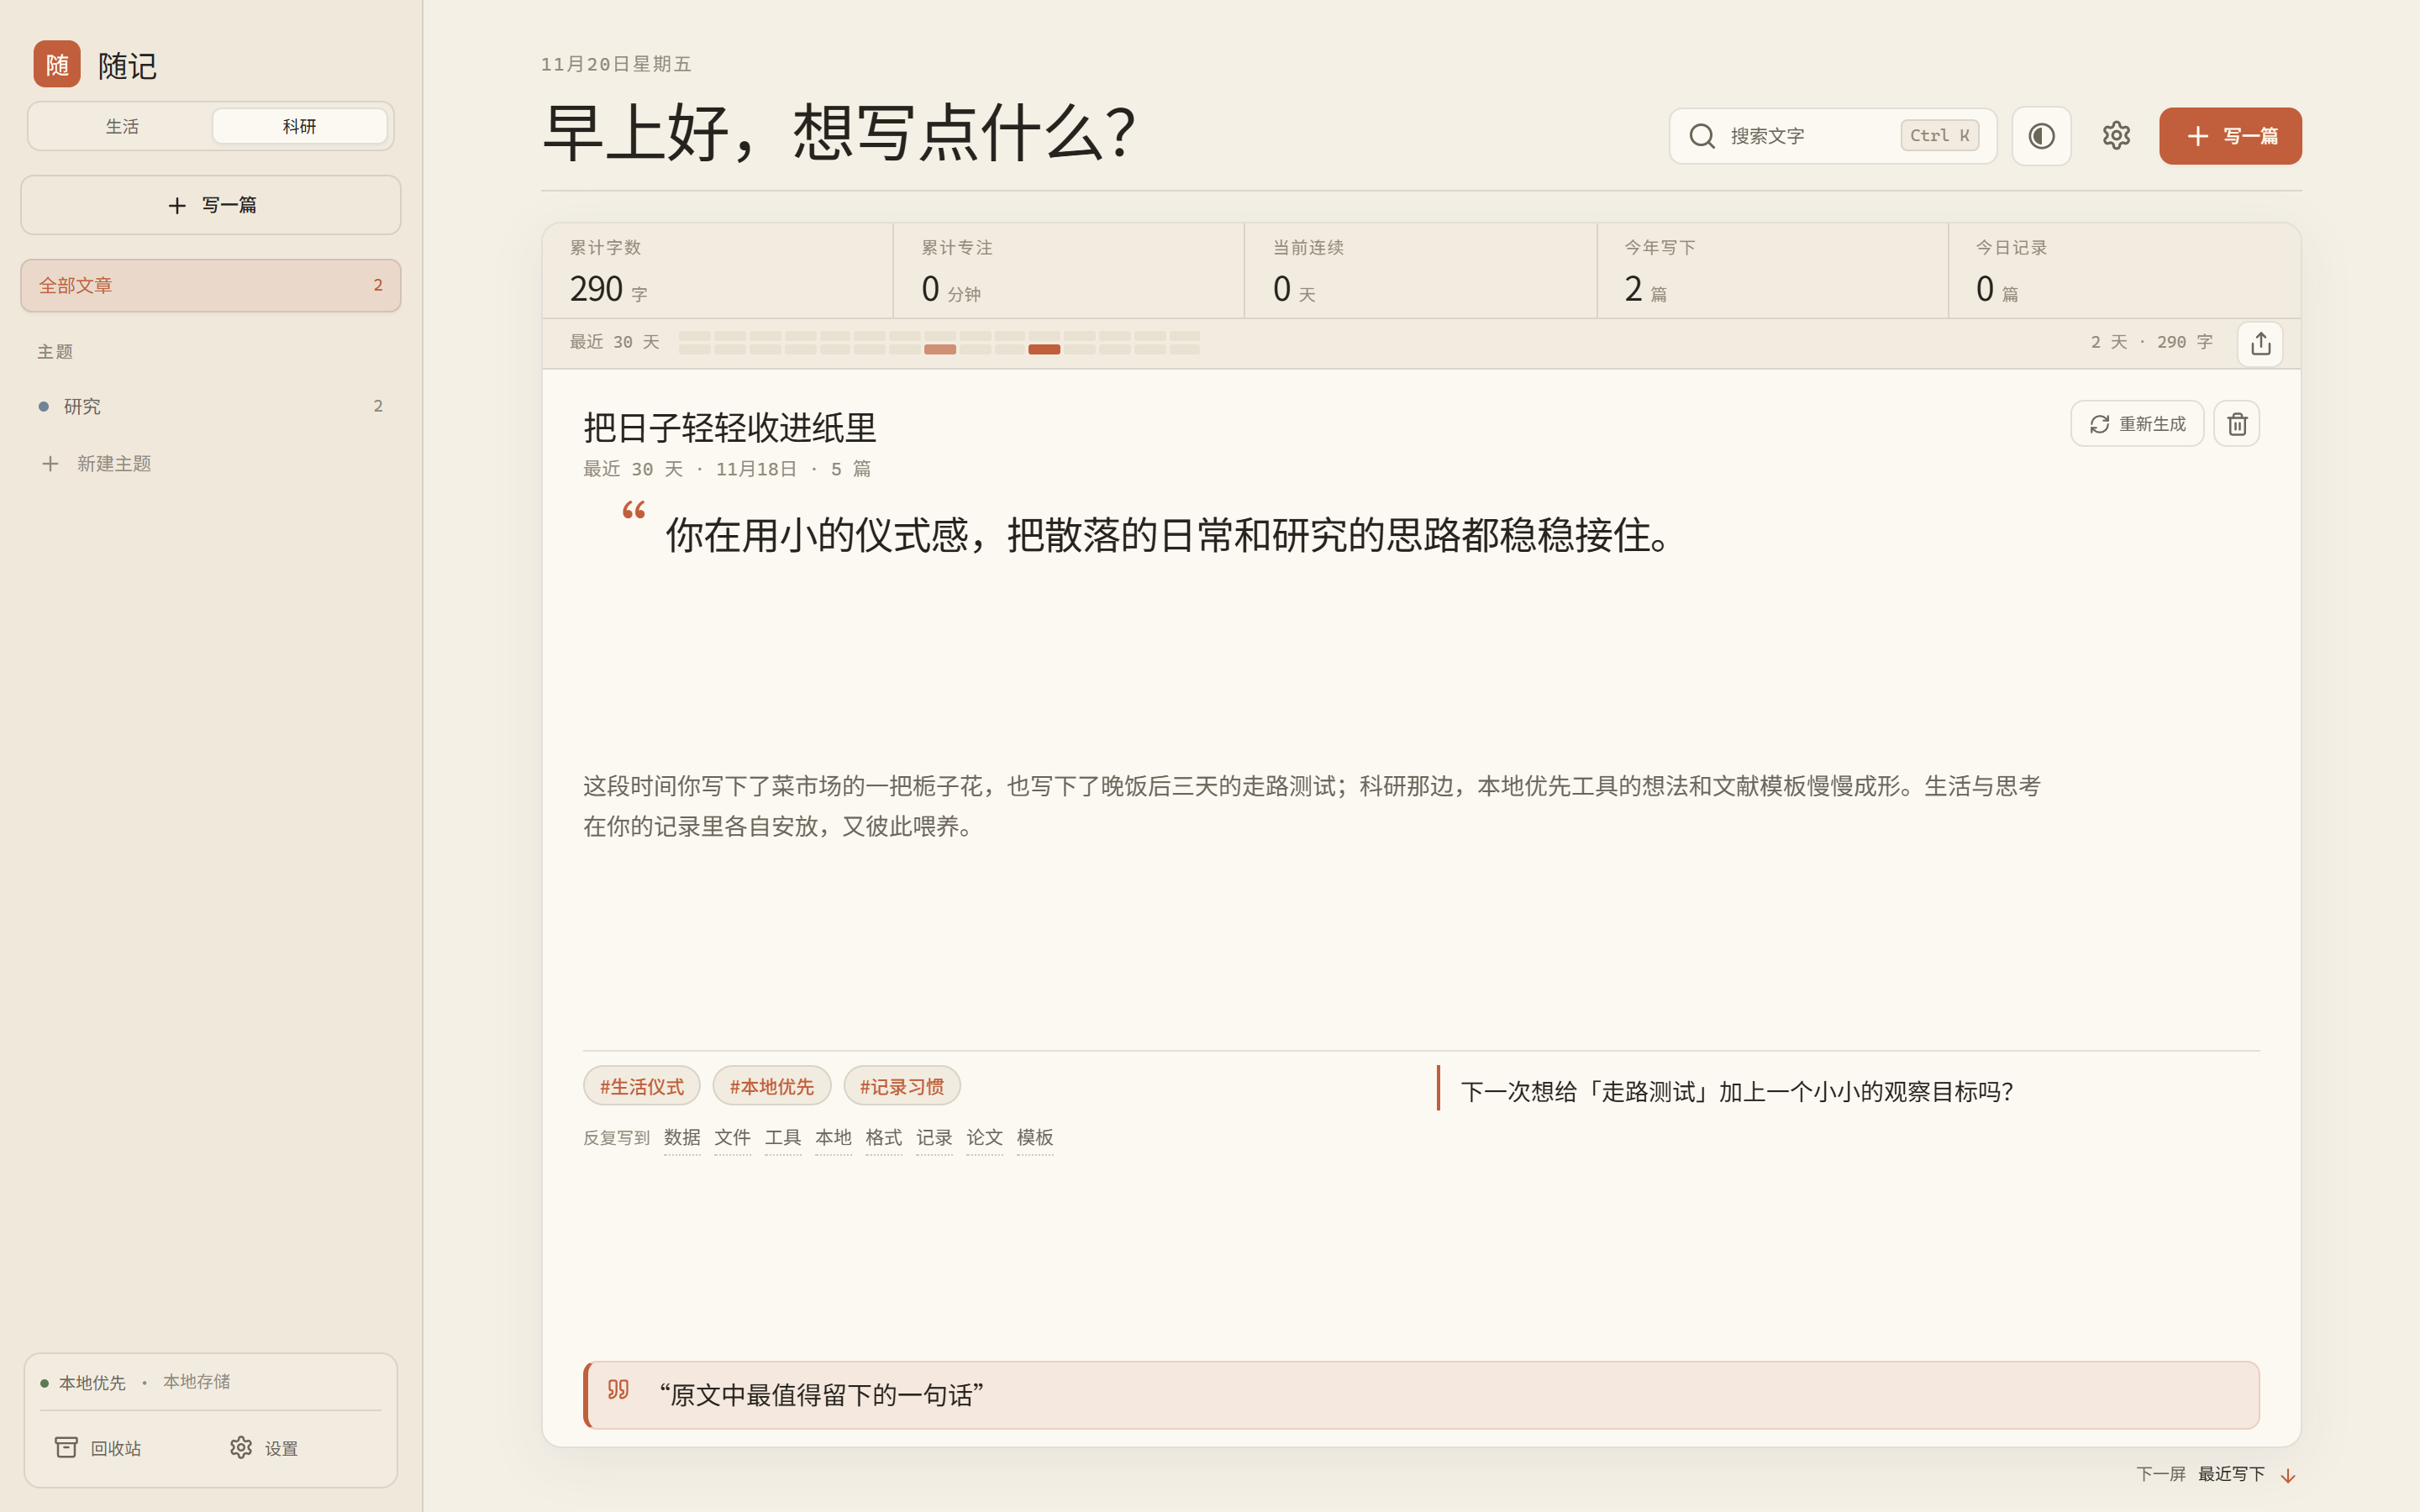 随 随记
生活 科研
写一篇
全部文章 2
主题
研究 2
新建主题
本地优先 · 本地存储
回收站 设置
11月20日星期五
早上好，想写点什么？
搜索文字 Ctrl K 写一篇
累计字数 累计专注 当前连续 今年写下 今日记录
290 字 0 分钟 0 天 2 篇 0 篇
最近 30 天 2 天 · 290 字
把日子轻轻收进纸里 重新生成
最近 30 天 · 11月18日 · 5 篇
“ 你在用小的仪式感，把散落的日常和研究的思路都稳稳接住。
这段时间你写下了菜市场的一把栀子花，也写下了晚饭后三天的走路测试；科研那边，本地优先工具的想法和文献模板慢慢成形。生活与思考
在你的记录里各自安放，又彼此喂养。
#生活仪式 #本地优先 #记录习惯
下一次想给「走路测试」加上一个小小的观察目标吗？
反复写到 数据 文件 工具 本地 格式 记录 论文 模板
“原文中最值得留下的一句话”
下一屏 最近写下